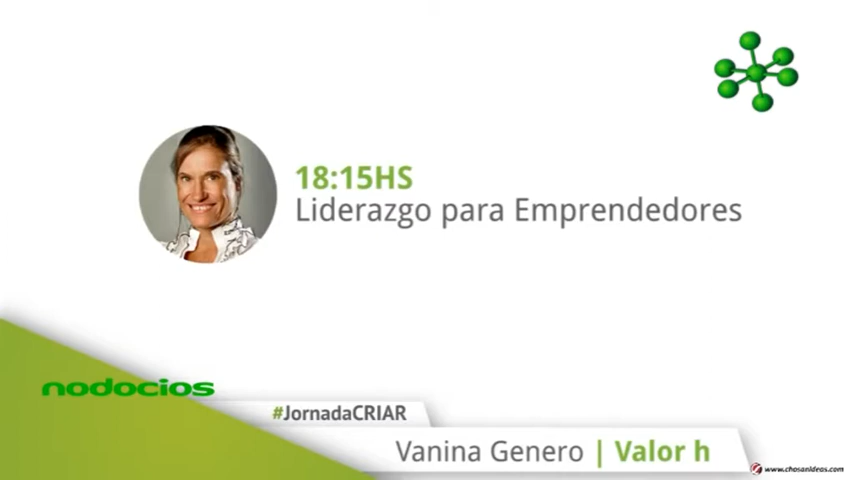 18:15HS
Liderazgo para Emprendedores
nodocios
#JornadaCRIAR
Vanina Genero | Valor h
www.chosanideas.com